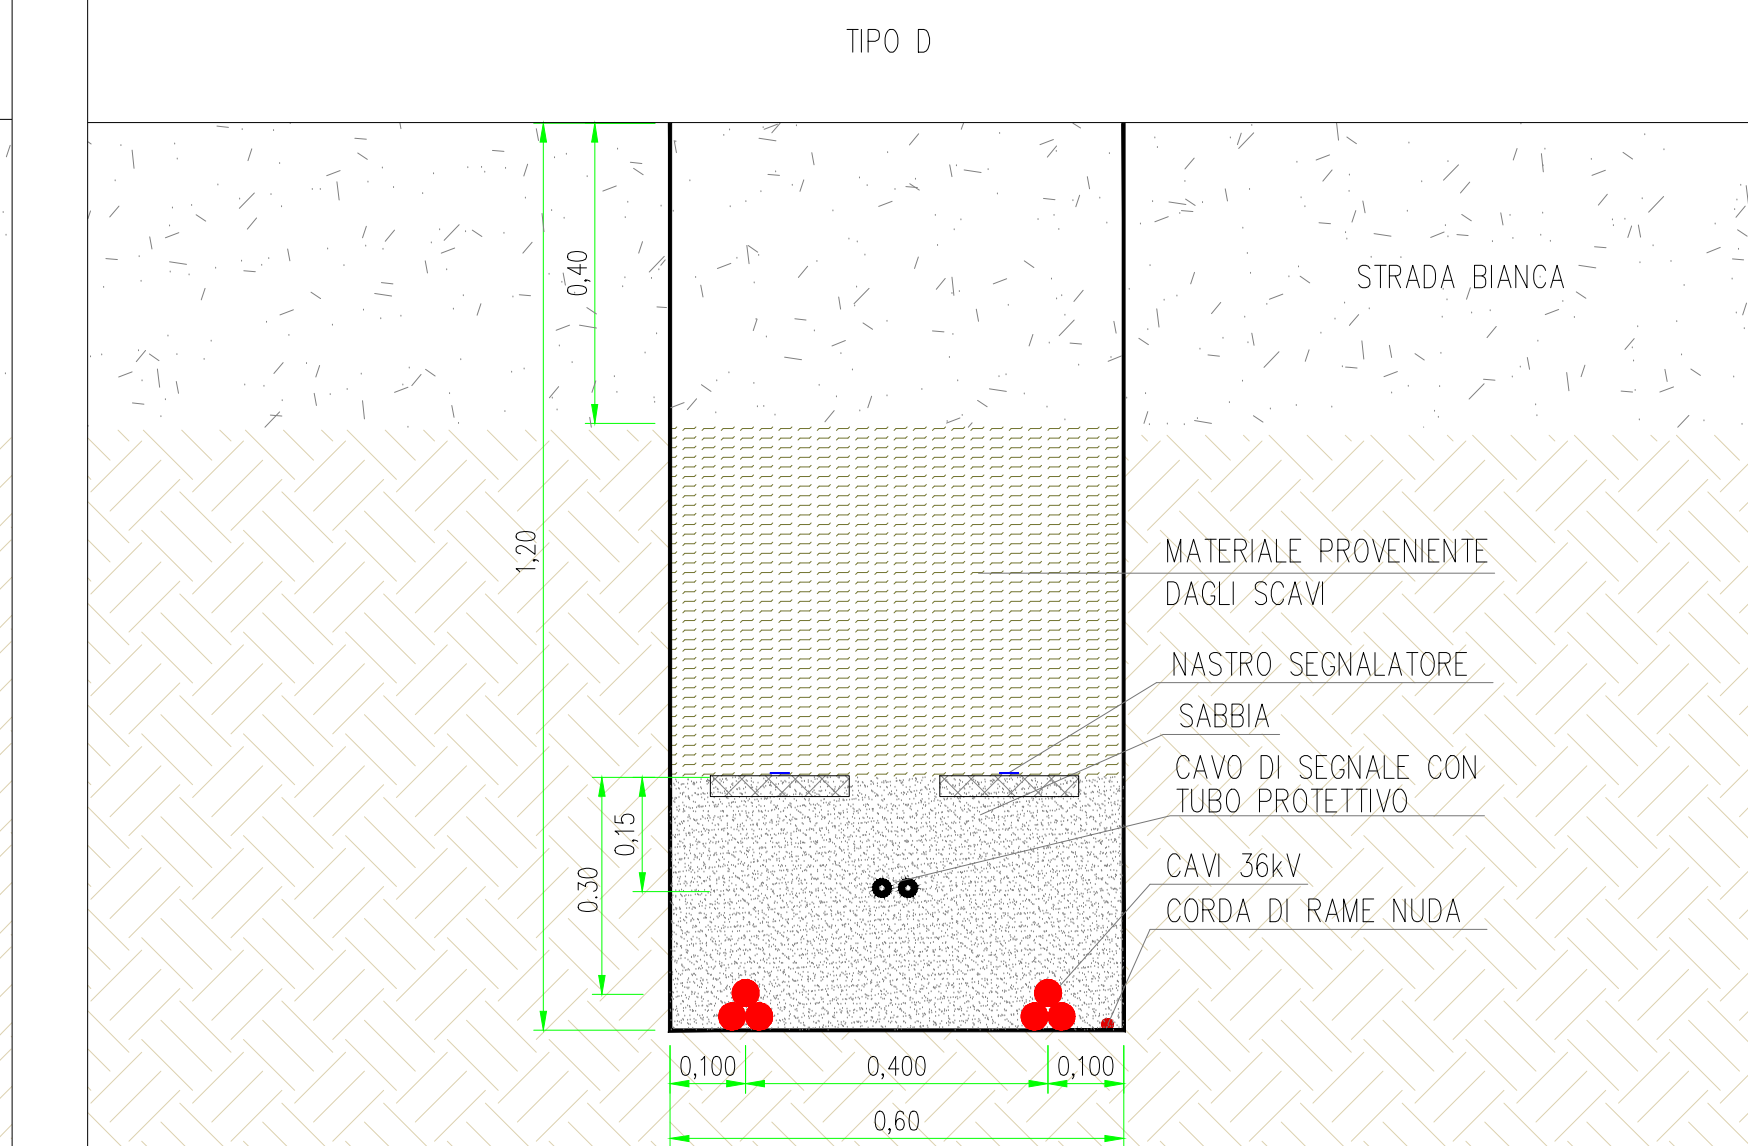 TIPO D
0,40
STRADA BIANCA
1,20
MATERIALE PROVENIENTE
DAGLI SCAVI
NASTRO SEGNALATORE
SABBIA
CAVO DI SEGNALE CON
TUBO PROTETTIVO
0,15
0.30
CAVI 36kV
CORDA DI RAME NUDA
0,100
0,400
0,100
0,60